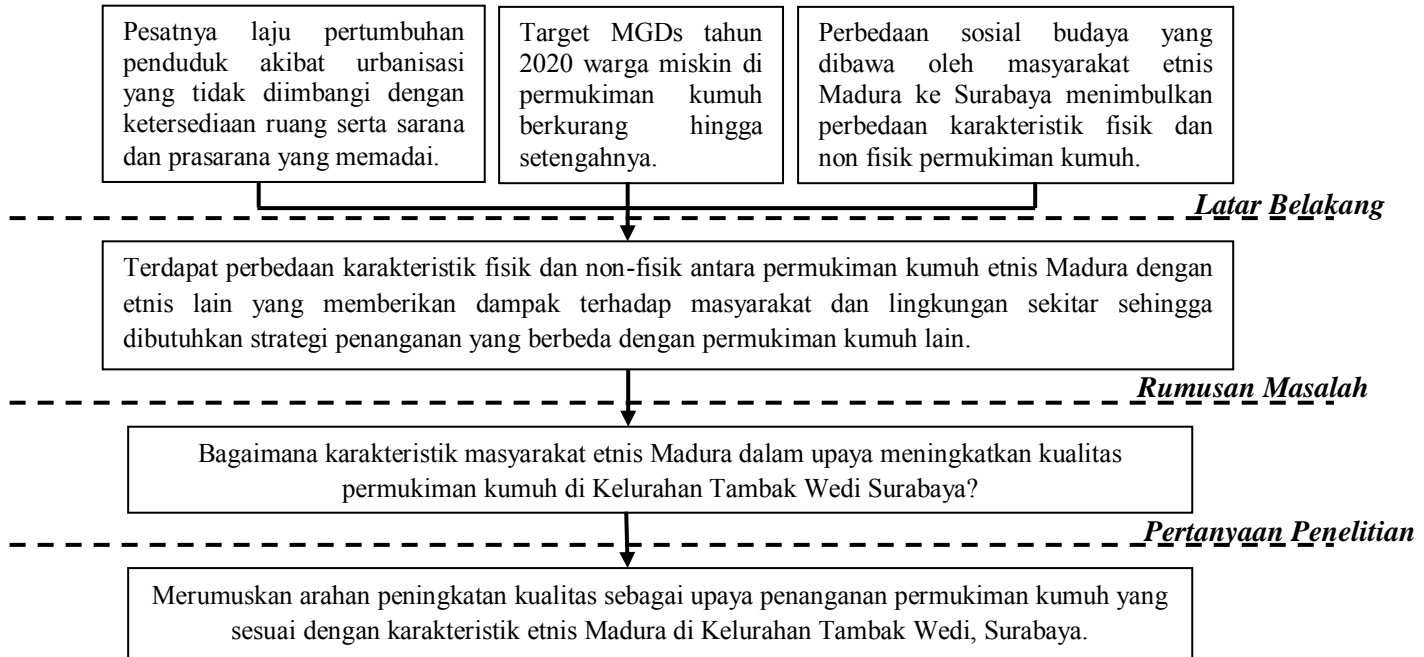 Pesatnya laju pertumbuhan
penduduk akibat urbanisasi
yang tidak diimbangi dengan
ketersediaan ruang serta sarana
dan prasarana yang memadai.
Target MGDs tahun
2020 warga miskin di
permukiman kumuh
berkurang hingga
setengahnya.
Perbedaan sosial budaya yang
dibawa oleh masyarakat etnis
Madura ke Surabaya menimbulkan
perbedaan karakteristik fisik dan
non fisik permukiman kumuh.
Latar Belakang
Terdapat perbedaan karakteristik fisik dan non-fisik antara permukiman kumuh etnis Madura dengan
etnis lain yang memberikan dampak terhadap masyarakat dan lingkungan sekitar sehingga
dibutuhkan strategi penanganan yang berbeda dengan permukiman kumuh lain.
Rumusan Masalah
Bagaimana karakteristik masyarakat etnis Madura dalam upaya meningkatkan kualitas
permukiman kumuh di Kelurahan Tambak Wedi Surabaya?
Pertanyaan Penelitian
Merumuskan arahan peningkatan kualitas sebagai upaya penanganan permukiman kumuh yang
sesuai dengan karakteristik etnis Madura di Kelurahan Tambak Wedi, Surabaya.